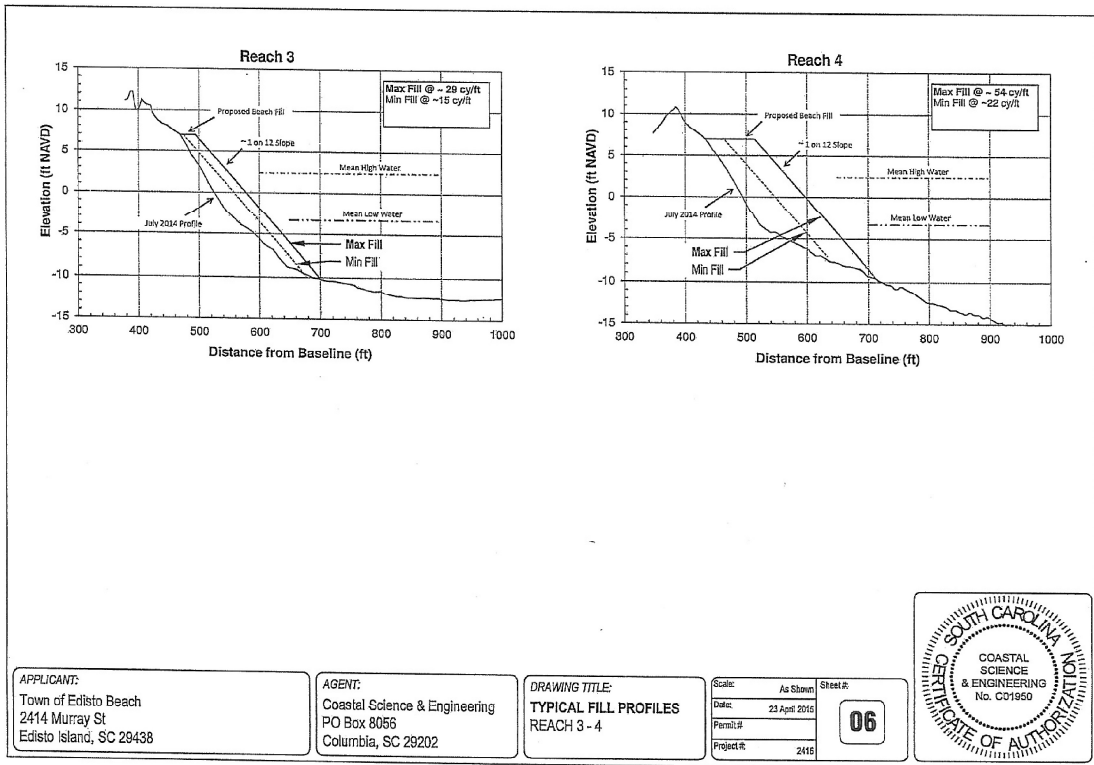 Reach 3
Max Fill @ ~ 29 cy/ft
Min Fill @ ~15 cy/ft
Proposed Beach Fill
~1 on 12 Slope
Mean High Water
Mean Low Water
July 2014 Profile
Max Fill
Min Fill
Elevation (ft NAVD)
15
10
5
0
-5
-10
-15
300 400 500 600 700 800 900 1000
Distance from Baseline (ft)
Reach 4
Max Fill @ ~ 54 cy/ft
Min Fill @ ~22 cy/ft
Proposed Beach Fill
~1 on 12 Slope
Mean High Water
Mean Low Water
July 2014 Profile
Max Fill
Min Fill
Elevation (ft NAVD)
15
10
5
0
-5
-10
-15
300 400 500 600 700 800 900 1000
Distance from Baseline (ft)
APPLICANT:
Town of Edisto Beach
2414 Murray St
Edisto Island, SC 29438
AGENT:
Coastal Science & Engineering
PO Box 8056
Columbia, SC 29202
DRAWING TITLE:
TYPICAL FILL PROFILES
REACH 3 - 4
Scale: As Shown
Date: 23 April 2015
Permit#
Project#: 2415
Sheet#:
06
SOUTH CAROLINA
CERTIFICATE OF AUTHORIZATION
COASTAL
SCIENCE
& ENGINEERING
No. C01950